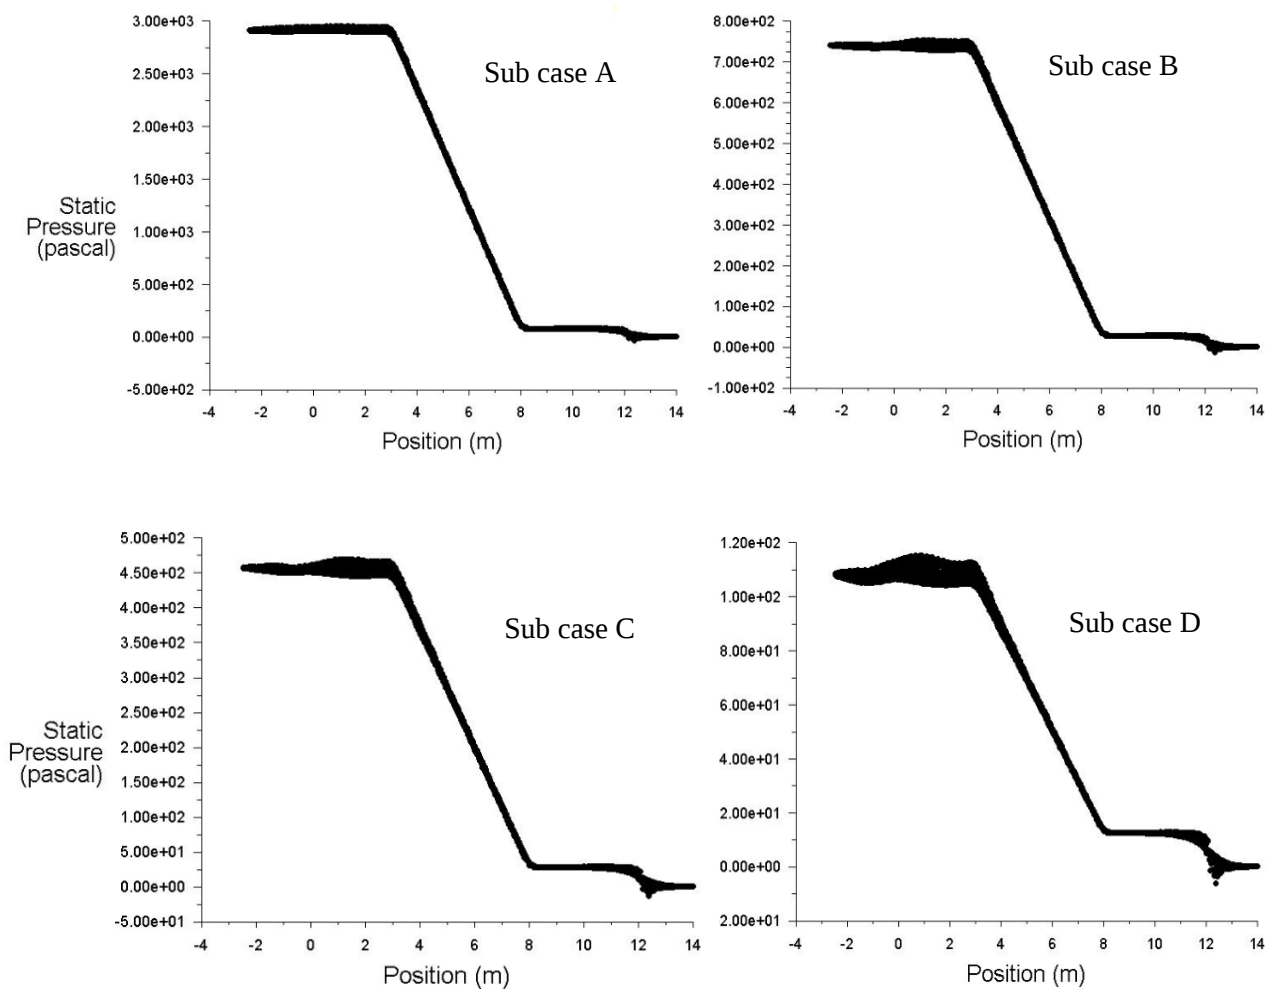 3.00e+03
2.50e+03
2.00e+03
1.50e+03
1.00e+03
5.00e+02
0.00e+00
-5.00e+02
Static
Pressure
(pascal)
Sub case A
-4 -2 0 2 4 6 8 10 12 14
Position (m)
8.00e+02
7.00e+02
6.00e+02
5.00e+02
4.00e+02
3.00e+02
2.00e+02
1.00e+02
0.00e+00
-1.00e+02
Sub case B
-4 -2 0 2 4 6 8 10 12 14
Position (m)
5.00e+02
4.50e+02
4.00e+02
3.50e+02
3.00e+02
2.50e+02
2.00e+02
1.50e+02
1.00e+02
5.00e+01
0.00e+00
-5.00e+01
Static
Pressure
(pascal)
Sub case C
-4 -2 0 2 4 6 8 10 12 14
Position (m)
1.20e+02
1.00e+02
8.00e+01
6.00e+01
4.00e+01
2.00e+01
0.00e+00
2.00e+01
Sub case D
-4 -2 0 2 4 6 8 10 12 14
Position (m)